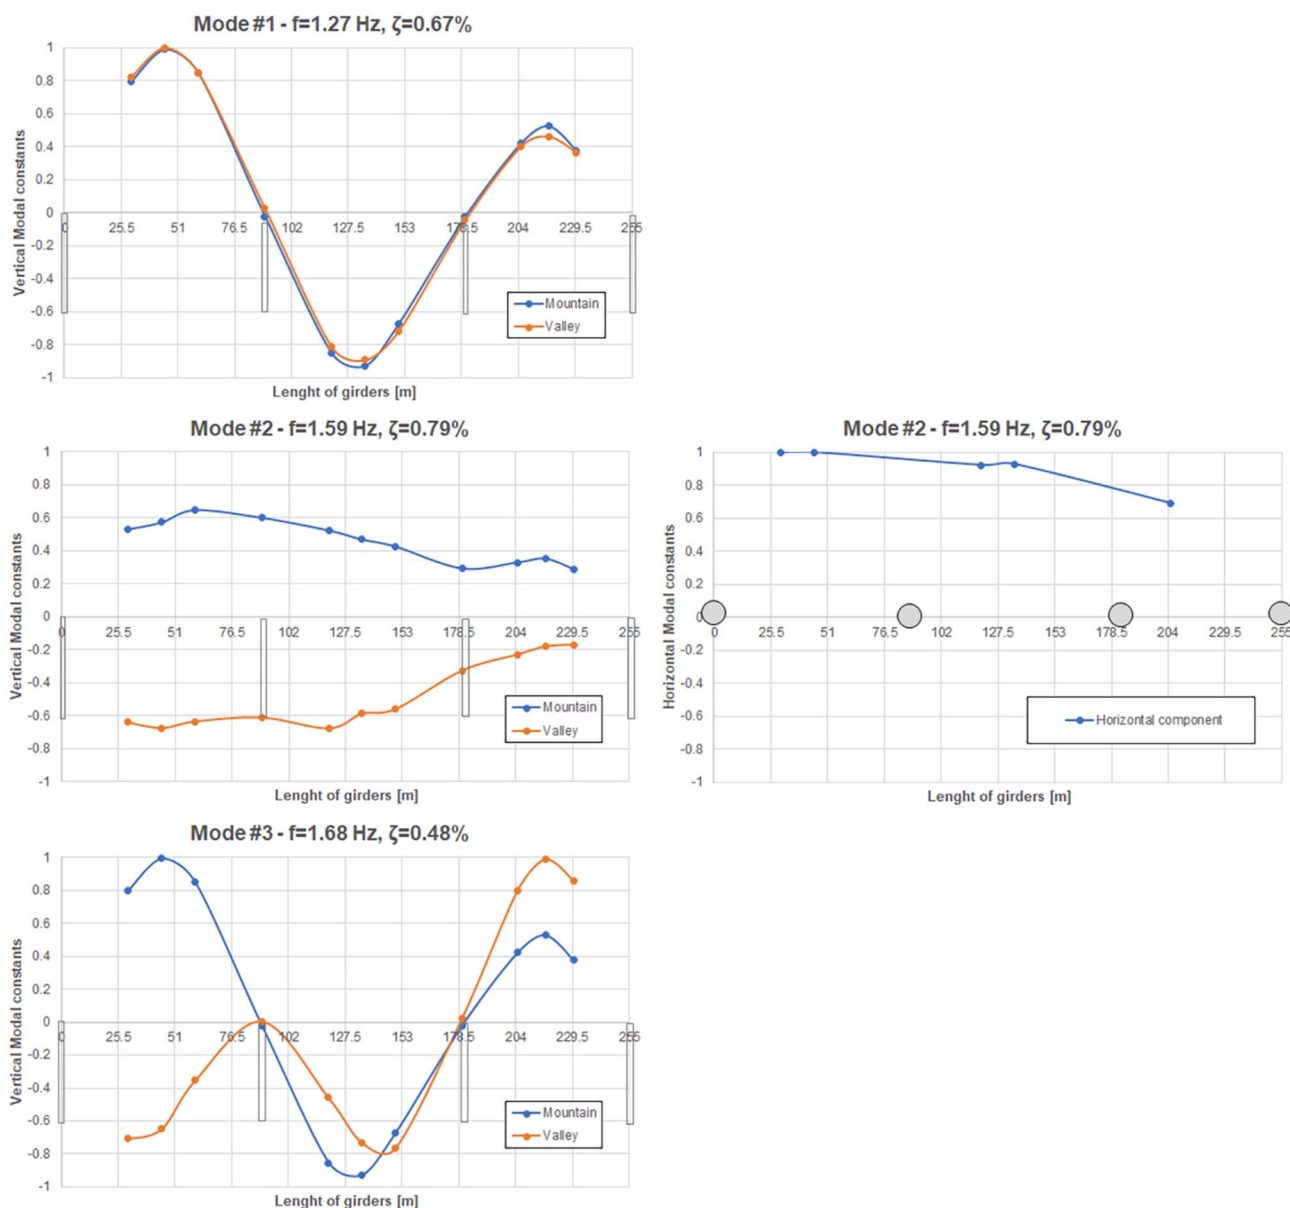 Mode #1 - f=1.27 Hz, ζ=0.67%
1
0.8
0.6
0.4
0.2
0
-0.2
-0.4
-0.6
-0.8
-1
Vertical Modal constants
0 25.5 51 76.5 102 127.5 153 178.5 204 229.5 255
Mountain
Valley
Lenght of girders [m]
Mode #2 - f=1.59 Hz, ζ=0.79%
1
0.8
0.6
0.4
0.2
0
-0.2
-0.4
-0.6
-0.8
-1
Vertical Modal constants
0 25.5 51 76.5 102 127.5 153 178.5 204 229.5 255
Mountain
Valley
Lenght of girders [m]
Mode #2 - f=1.59 Hz, ζ=0.79%
1
0.8
0.6
0.4
0.2
0
-0.2
-0.4
-0.6
-0.8
-1
Horizontal Modal constants
0 25.5 51 76.5 102 127.5 153 178.5 204 229.5 255
Horizontal component
Lenght of girders [m]
Mode #3 - f=1.68 Hz, ζ=0.48%
1
0.8
0.6
0.4
0.2
0
-0.2
-0.4
-0.6
-0.8
-1
Vertical Modal constants
0 25.5 51 76.5 102 127.5 153 178.5 204 229.5 255
Mountain
Valley
Lenght of girders [m]